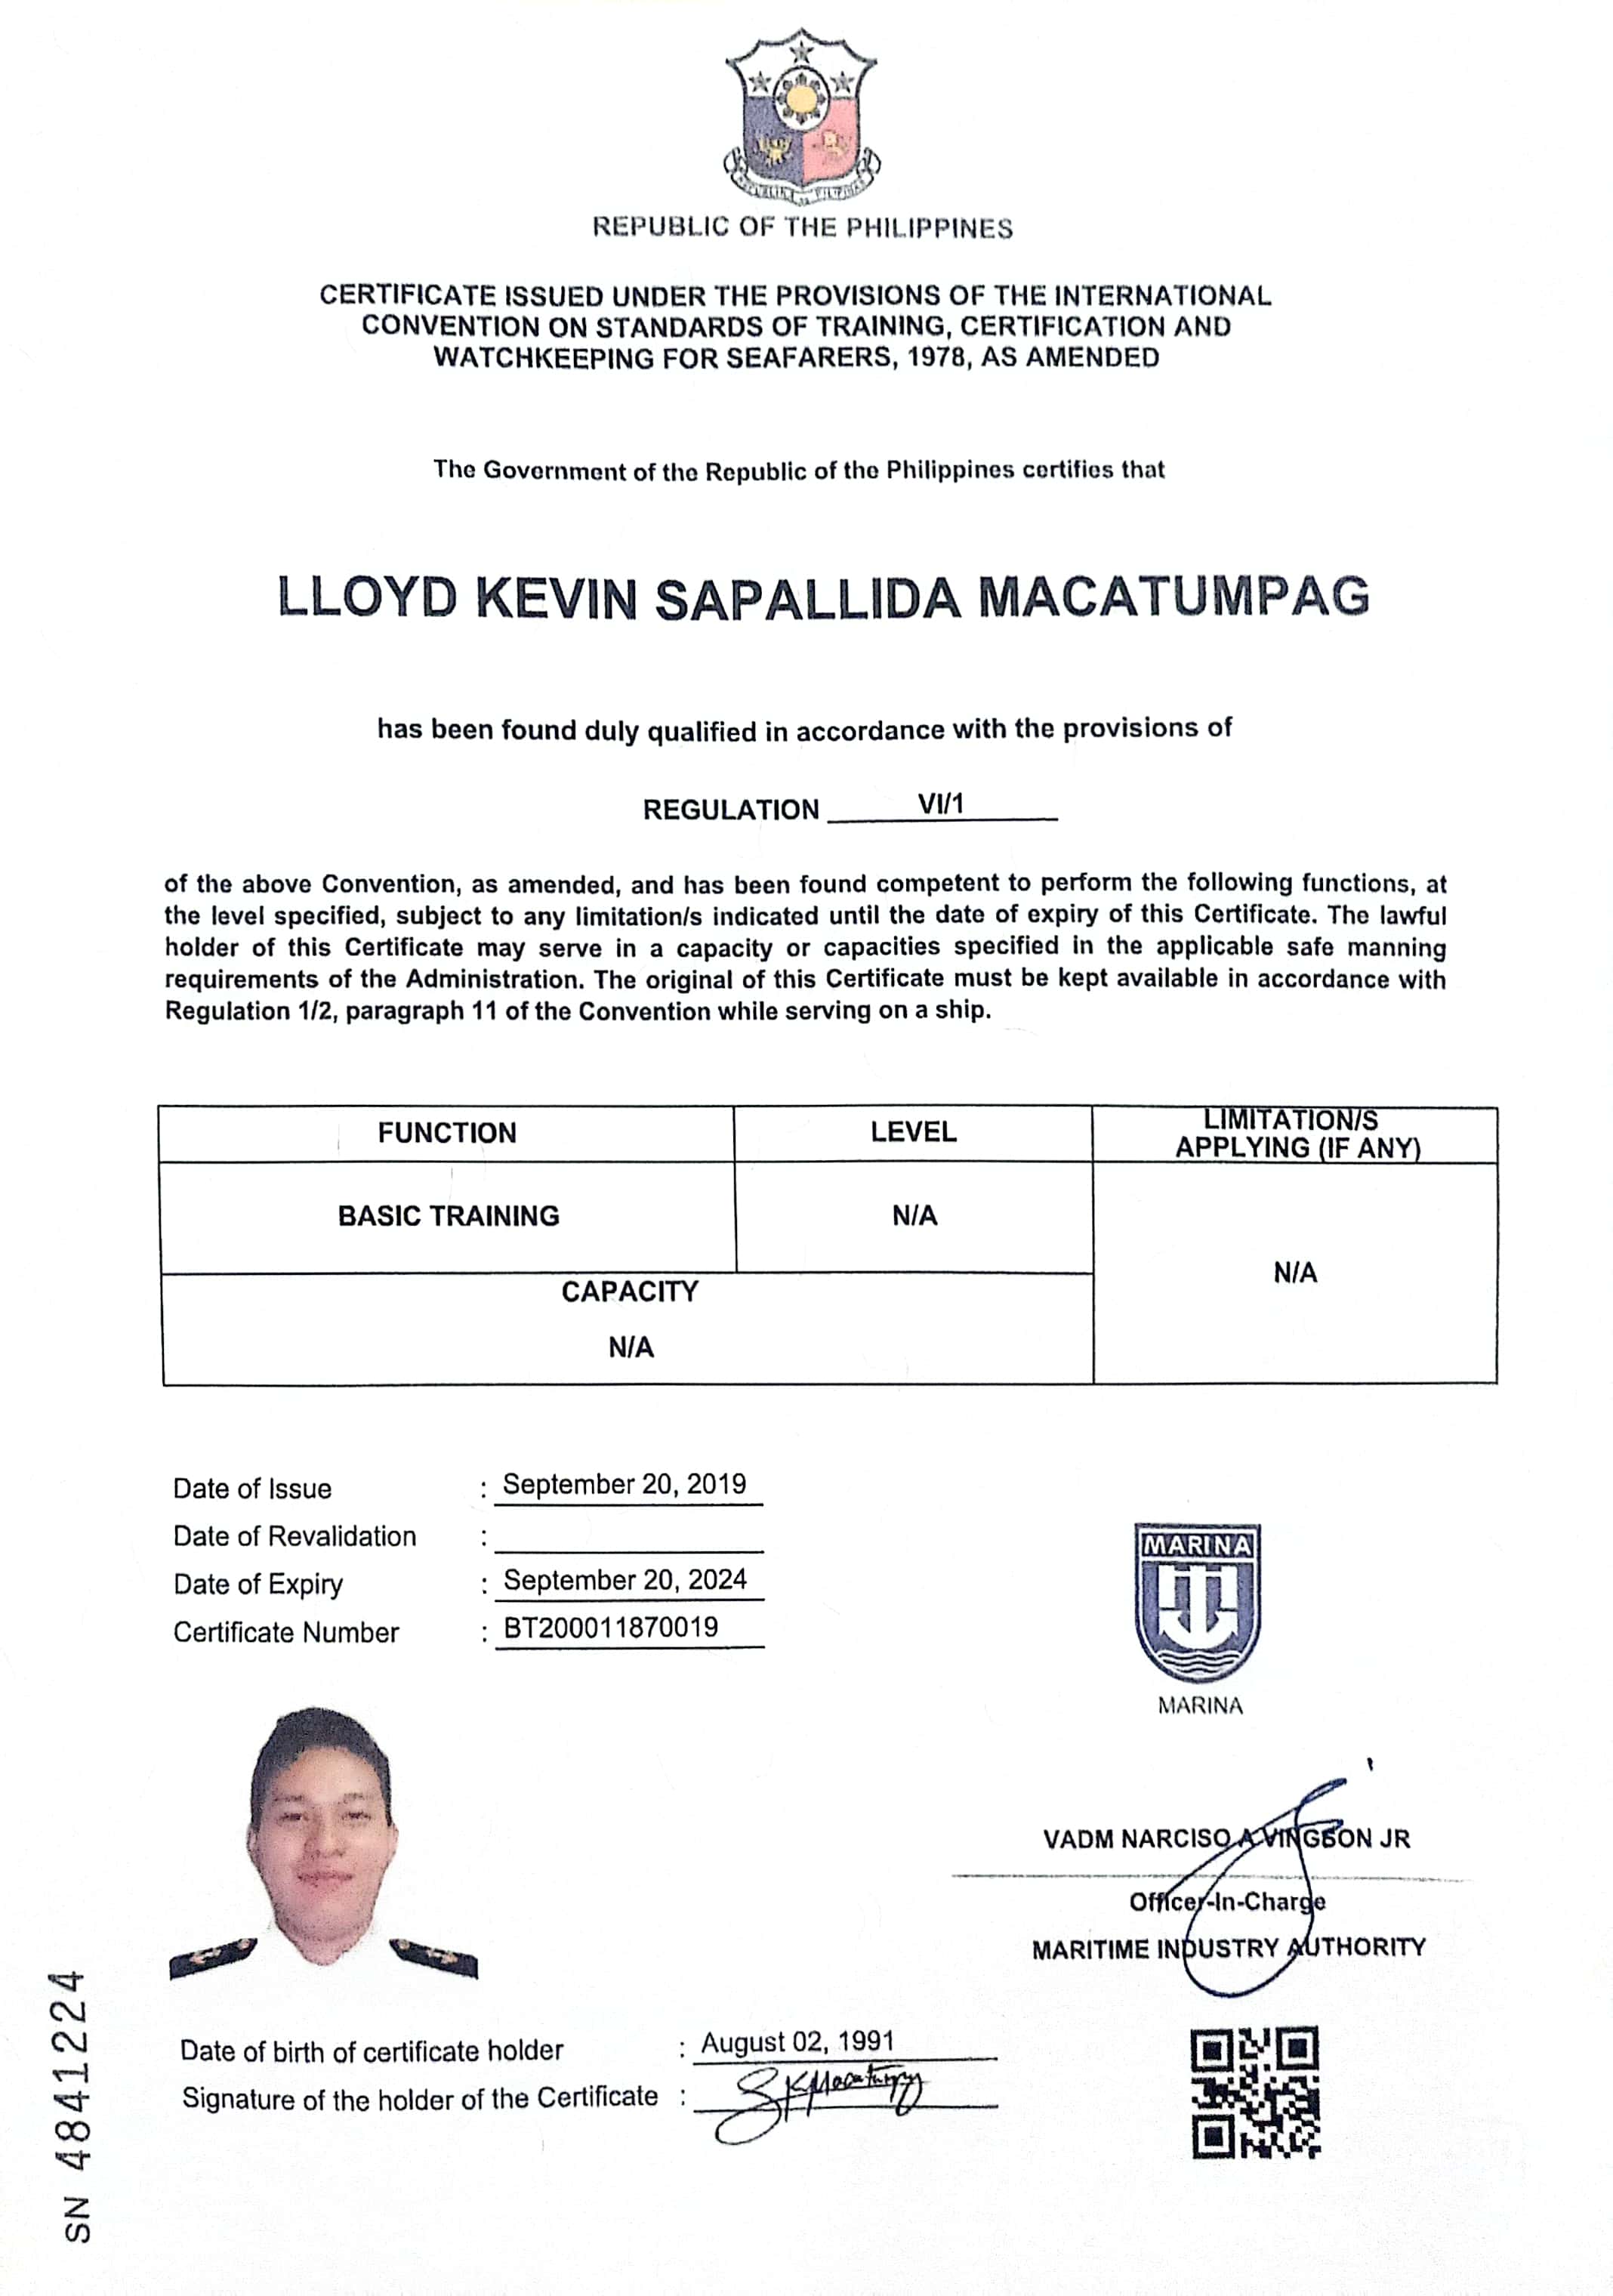 REPUBLIC OF THE PHILIPPINES
CERTIFICATE ISSUED UNDER THE PROVISIONS OF THE INTERNATIONAL
CONVENTION ON STANDARDS OF TRAINING, CERTIFICATION AND
WATCHKEEPING FOR SEAFARERS, 1978, AS AMENDED
The Government of the Republic of the Philippines certifies that
LLOYD KEVIN SAPALLIDA MACATUMPAG
has been found duly qualified in accordance with the provisions of
REGULATION VI/1
of the above Convention, as amended, and has been found competent to perform the following functions, at
the level specified, subject to any limitation/s indicated until the date of expiry of this Certificate. The lawful
holder of this Certificate may serve in a capacity or capacities specified in the applicable safe manning
requirements of the Administration. The original of this Certificate must be kept available in accordance with
Regulation 1/2, paragraph 11 of the Convention while serving on a ship.
FUNCTION LEVEL LIMITATION/S
APPLYING (IF ANY)
BASIC TRAINING N/A
N/A
CAPACITY
N/A
Date of Issue : September 20, 2019
Date of Revalidation :
Date of Expiry : September 20, 2024
Certificate Number : BT200011870019
MARINA
MARINA
VADM NARCISO A VINGSON JR
Officer-In-Charge
MARITIME INDUSTRY AUTHORITY
Date of birth of certificate holder : August 02, 1991
Signature of the holder of the Certificate :
SN 4841224